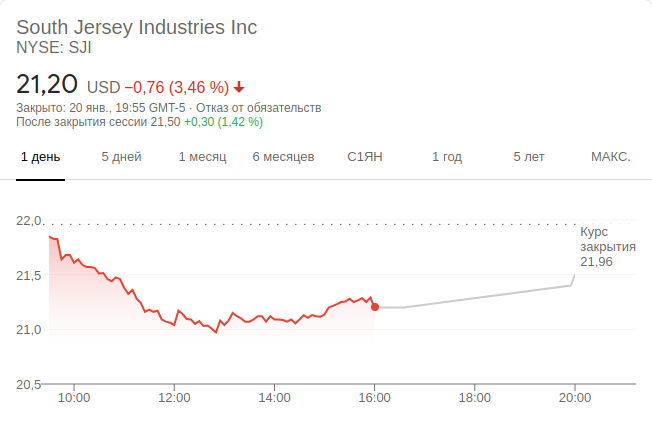 South Jersey Industries Inc
NYSE: SJI
21,20 USD −0,76 (3,46 %)
Закрыто: 20 янв., 19:55 GMT-5 · Отказ от обязательств
После закрытия сессии 21,50 +0,30 (1,42 %)
1 день 5 дней 1 месяц 6 месяцев С1ЯН 1 год 5 лет МАКС.
22,0
Курс
закрытия
21,96
21,5
21,0
20,5
10:00 12:00 14:00 16:00 18:00 20:00